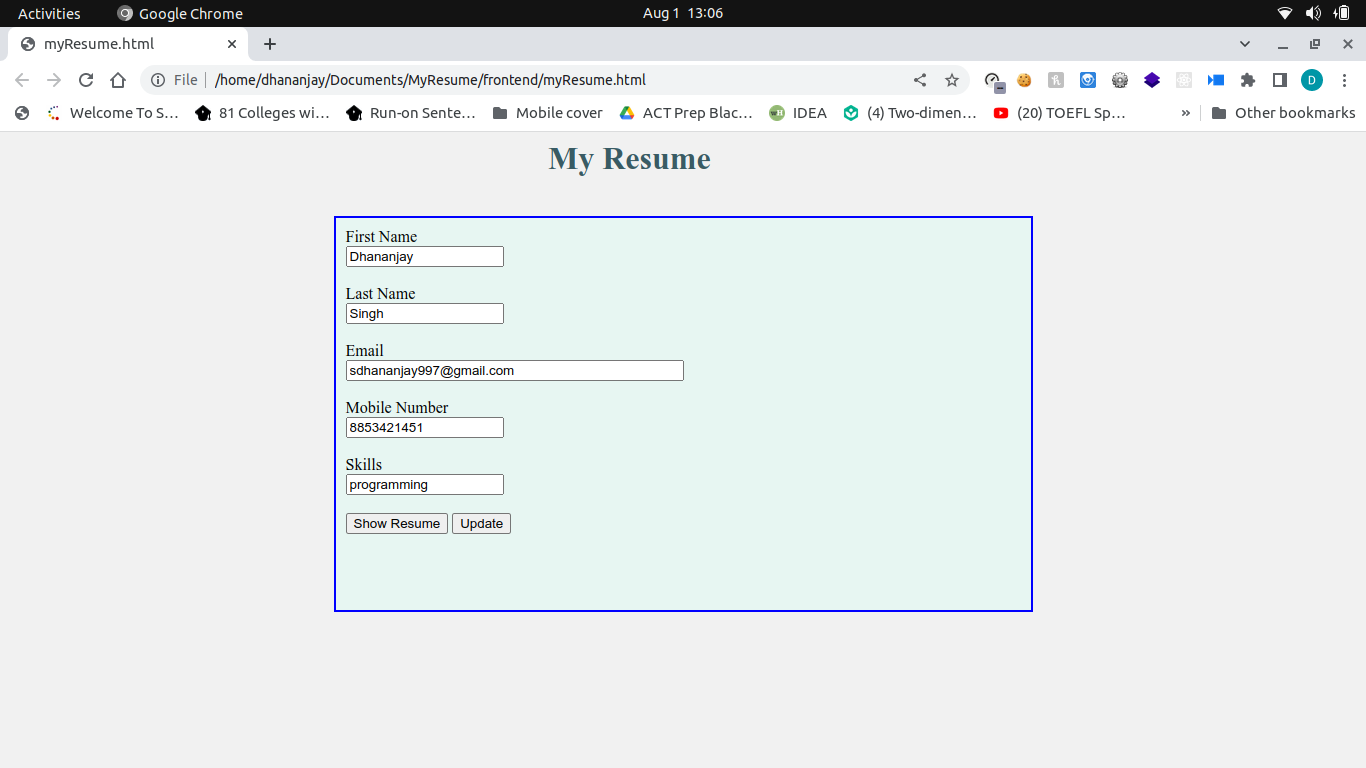 Activities Google Chrome Aug 1 13:06
myResume.html
File /home/dhananjay/Documents/MyResume/frontend/myResume.html D
Welcome To S… 81 Colleges wi… Run-on Sente… Mobile cover ACT Prep Blac… IDEA (4) Two-dimen… (20) TOEFL Sp… » Other bookmarks
My Resume
First Name
Dhananjay
Last Name
Singh
Email
sdhananjay997@gmail.com
Mobile Number
8853421451
Skills
programming
Show Resume Update